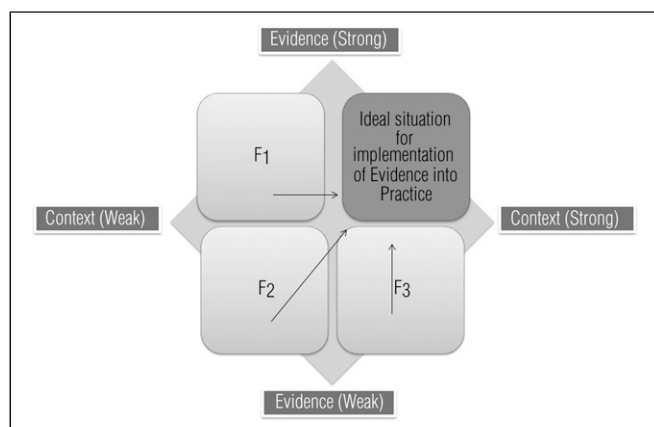 Evidence (Strong)
F1
Ideal situation
for
implementation
of Evidence into
Practice
Context (Weak)
Context (Strong)
F2
F3
Evidence (Weak)